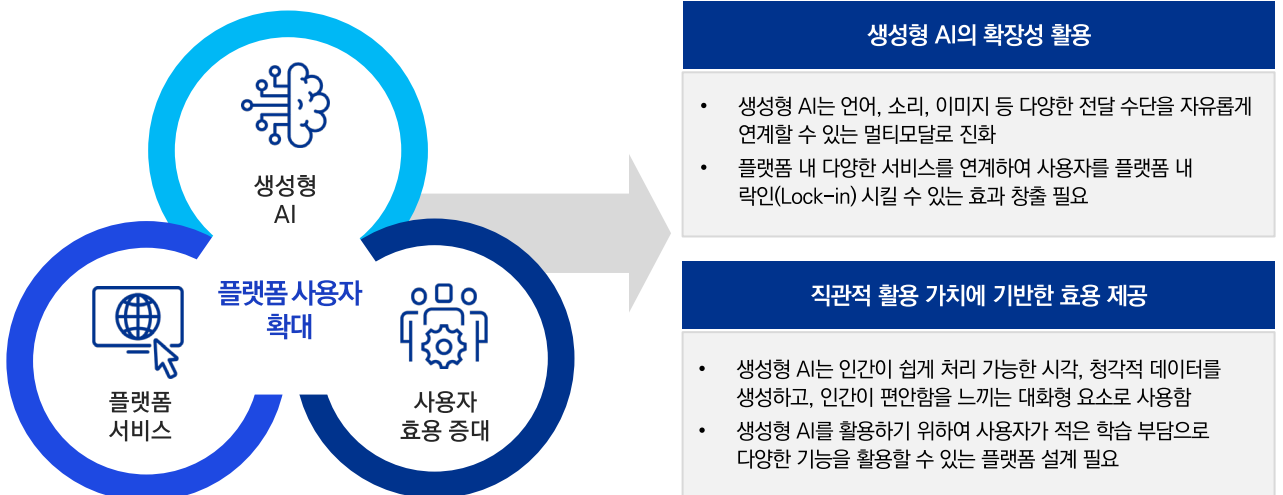 생성형
AI
플랫폼 사용자
확대
플랫폼
서비스
사용자
효용 증대
생성형 AI의 확장성 활용
• 생성형 AI는 언어, 소리, 이미지 등 다양한 전달 수단을 자유롭게
연계할 수 있는 멀티모달로 진화
• 플랫폼 내 다양한 서비스를 연계하여 사용자를 플랫폼 내
락인(Lock-in) 시킬 수 있는 효과 창출 필요
직관적 활용 가치에 기반한 효용 제공
• 생성형 AI는 인간이 쉽게 처리 가능한 시각, 청각적 데이터를
생성하고, 인간이 편안함을 느끼는 대화형 요소로 사용함
• 생성형 AI를 활용하기 위하여 사용자가 적은 학습 부담으로
다양한 기능을 활용할 수 있는 플랫폼 설계 필요